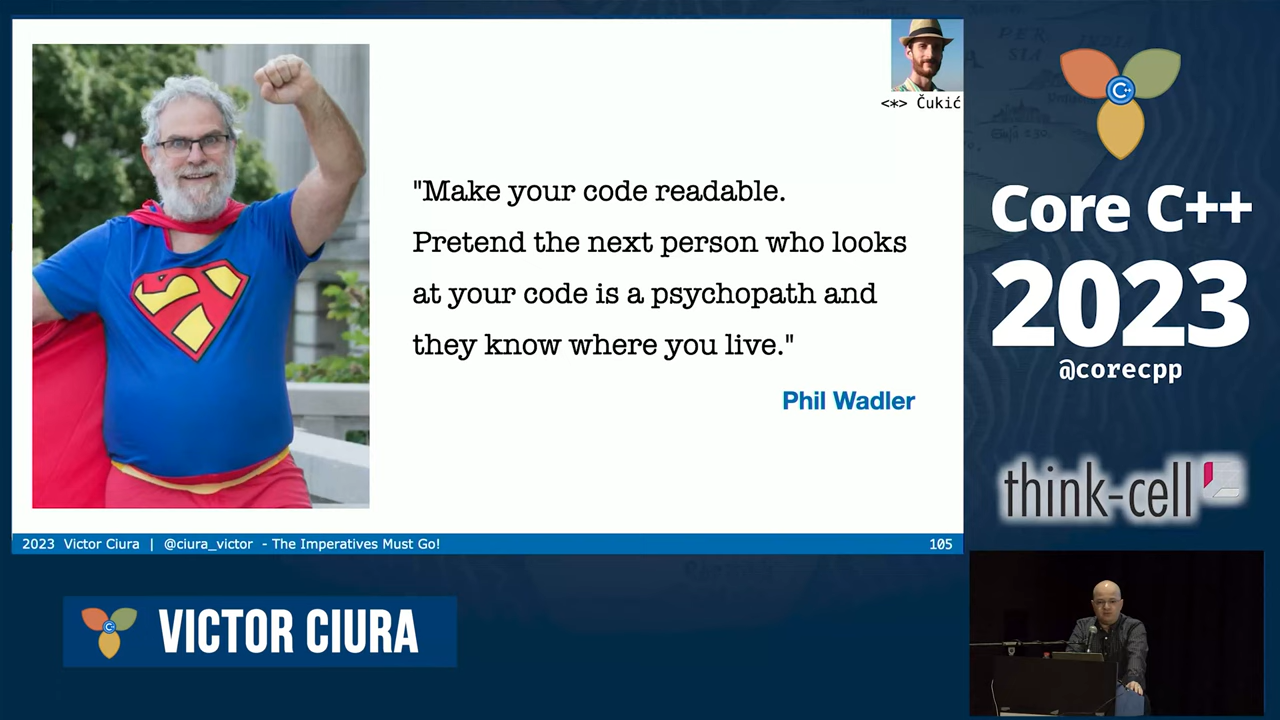 <*> Čukić
"Make your code readable.
Pretend the next person who looks
at your code is a psychopath and
they know where you live."
Phil Wadler
2023 Victor Ciura | @ciura_victor - The Imperatives Must Go!
105
C++
Core C++
2023
@corecpp
think-cell
VICTOR CIURA